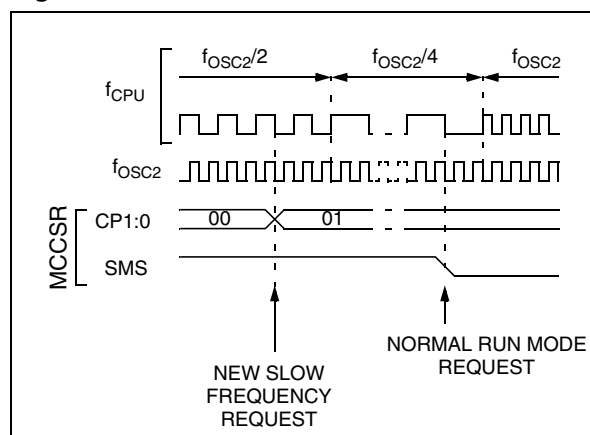 fOSC2/2 fOSC2/4 fOSC2
fCPU
fOSC2
MCCSR
CP1:0 00 01
SMS
NEW SLOW
FREQUENCY
REQUEST
NORMAL RUN MODE
REQUEST